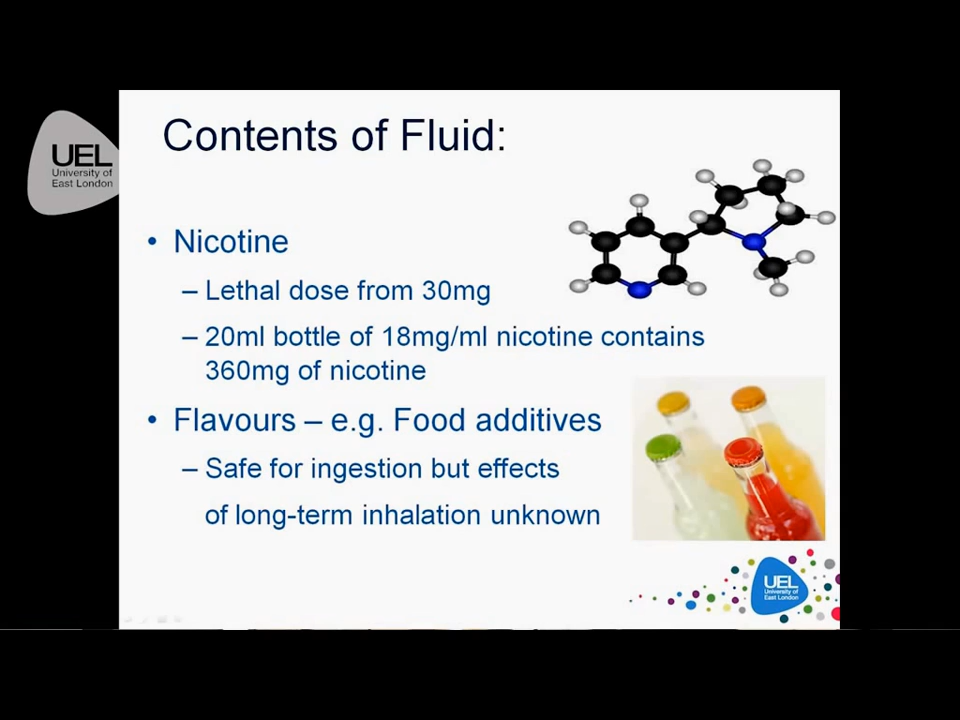 Contents of Fluid:
UEL
University of
East London
• Nicotine
– Lethal dose from 30mg
– 20ml bottle of 18mg/ml nicotine contains
360mg of nicotine
• Flavours – e.g. Food additives
– Safe for ingestion but effects
of long-term inhalation unknown
UEL
University of
East London